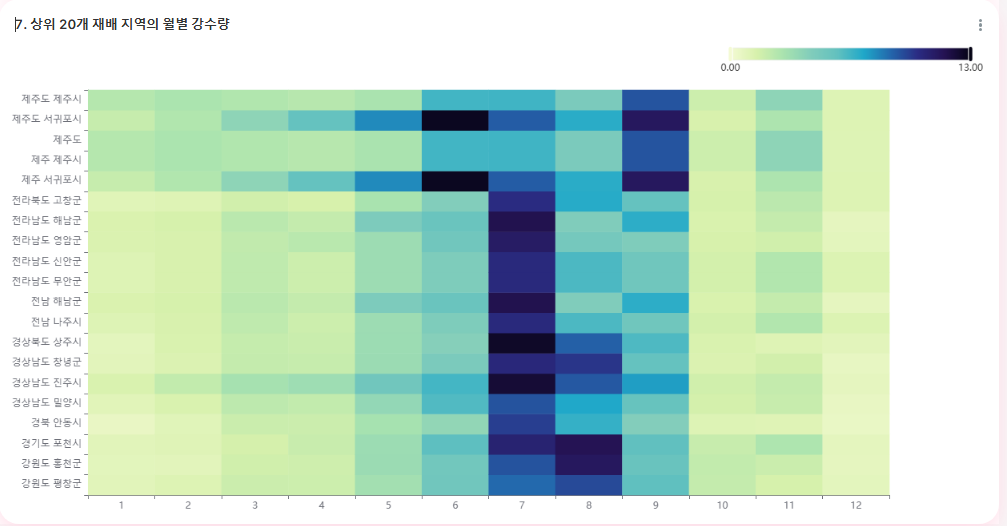 7. 상위 20개 재배 지역의 월별 강수량
0.00 13.00
제주도 제주시
제주도 서귀포시
제주도
제주 제주시
제주 서귀포시
전라북도 고창군
전라남도 해남군
전라남도 영암군
전라남도 신안군
전라남도 무안군
전남 해남군
전남 나주시
경상북도 상주시
경상남도 창녕군
경상남도 진주시
경상남도 밀양시
경북 안동시
경기도 포천시
강원도 홍천군
강원도 평창군
1 2 3 4 5 6 7 8 9 10 11 12